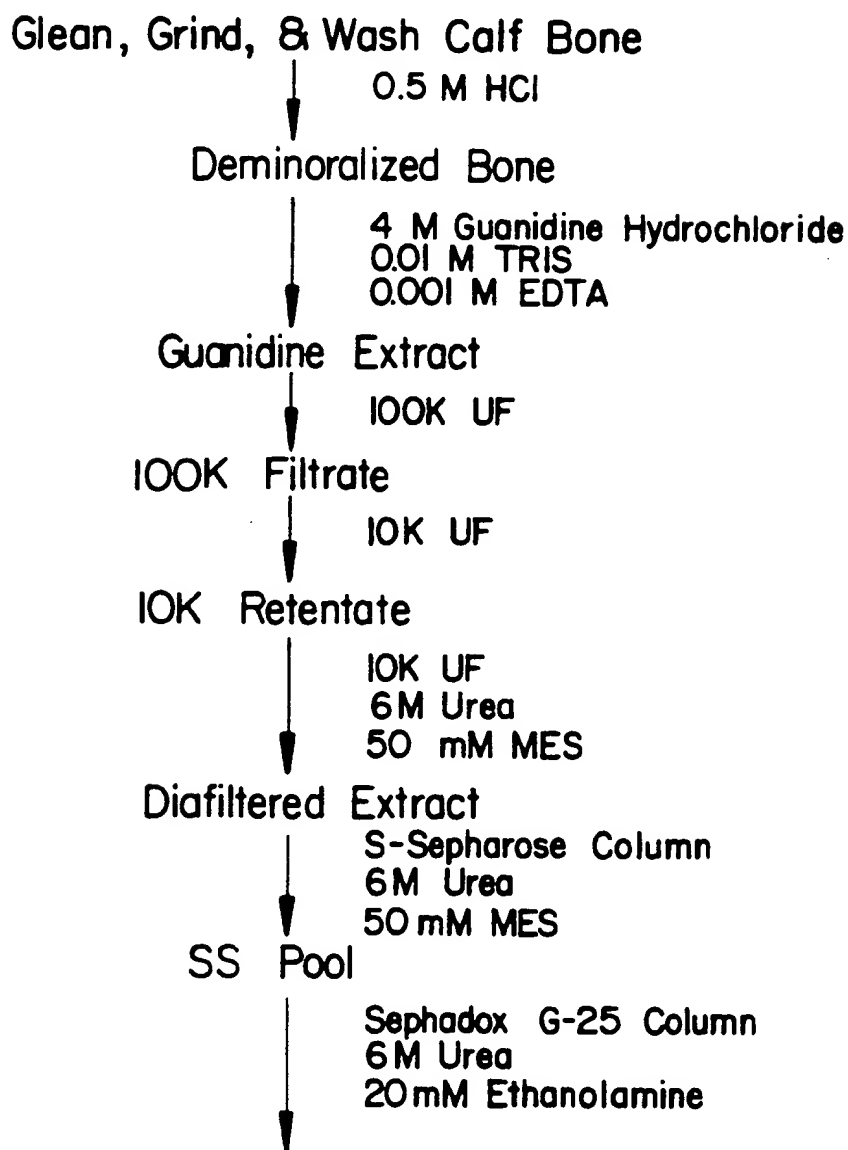 Glean, Grind, & Wash Calf Bone
0.5 M HCl
Deminoralized Bone
4 M Guanidine Hydrochloride
0.01 M TRIS
0.001 M EDTA
Guanidine Extract
100K UF
100K Filtrate
10K UF
10K Retentate
10K UF
6M Urea
50 mM MES
Diafiltered Extract
S-Sepharose Column
6M Urea
50mM MES
SS Pool
Sephadox G-25 Column
6M Urea
20mM Ethanolamine